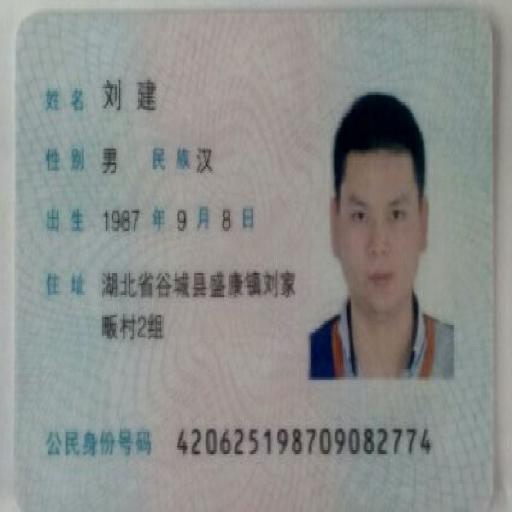 姓名 刘建
性别 男 民族 汉
出生 1987 年 9 月 8 日
住址 湖北省谷城县盛康镇刘家
畈村2组
公民身份号码 420625198709082774